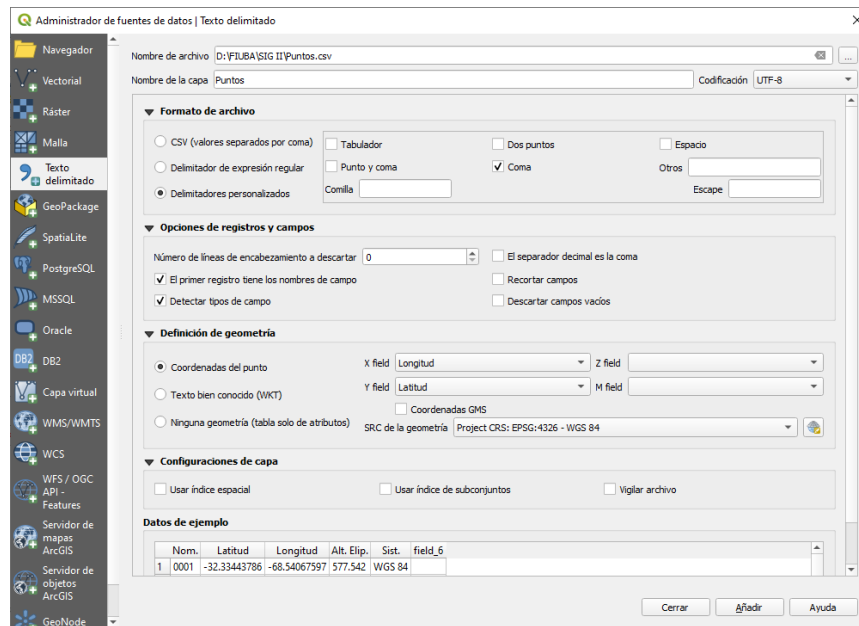 Administrador de fuentes de datos | Texto delimitado
Navegador
Vectorial
Ráster
Malla
Texto
delimitado
GeoPackage
SpatiaLite
PostgreSQL
MSSQL
Oracle
DB2
DB2
Capa virtual
WMS/WMTS
WCS
WFS / OGC
API -
Features
Servidor de
mapas
ArcGIS
Servidor de
objetos
ArcGIS
GeoNode
Nombre de archivo D:\FIUBA\SIG II\Puntos.csv ...
Nombre de la capa Puntos Codificación UTF-8
Formato de archivo
CSV (valores separados por coma) Tabulador Dos puntos Espacio
Delimitador de expresión regular Punto y coma Coma Otros
Delimitadores personalizados Comilla Escape
Opciones de registros y campos
Número de líneas de encabezamiento a descartar 0 El separador decimal es la coma
El primer registro tiene los nombres de campo Recortar campos
Detectar tipos de campo Descartar campos vacíos
Definición de geometría
Coordenadas del punto X field Longitud Z field
Texto bien conocido (WKT) Y field Latitud M field
Coordenadas GMS
Ninguna geometría (tabla solo de atributos) SRC de la geometría Project CRS: EPSG:4326 - WGS 84
Configuraciones de capa
Usar índice espacial Usar índice de subconjuntos Vigilar archivo
Datos de ejemplo
Nom. Latitud Longitud Alt. Elip. Sist. field_6
1 0001 -32.33443786 -68.54067597 577.542 WGS 84
Cerrar Añadir Ayuda